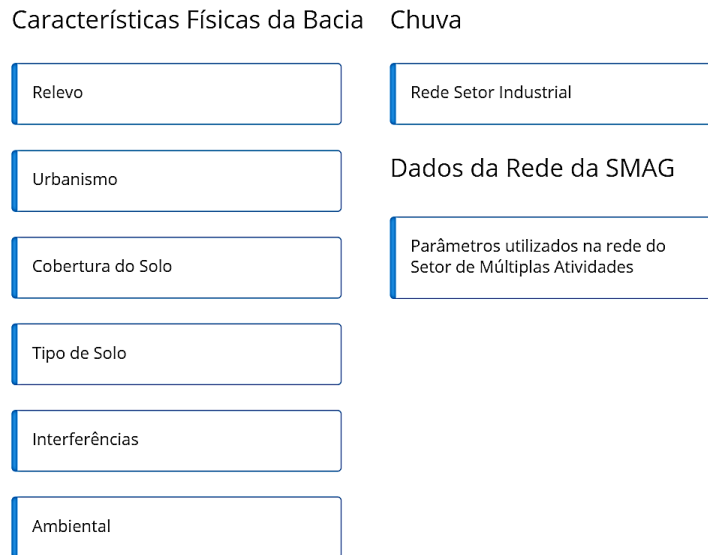 Características Físicas da Bacia
Relevo
Urbanismo
Cobertura do Solo
Tipo de Solo
Interferências
Ambiental
Chuva
Rede Setor Industrial
Dados da Rede da SMAG
Parâmetros utilizados na rede do
Setor de Múltiplas Atividades